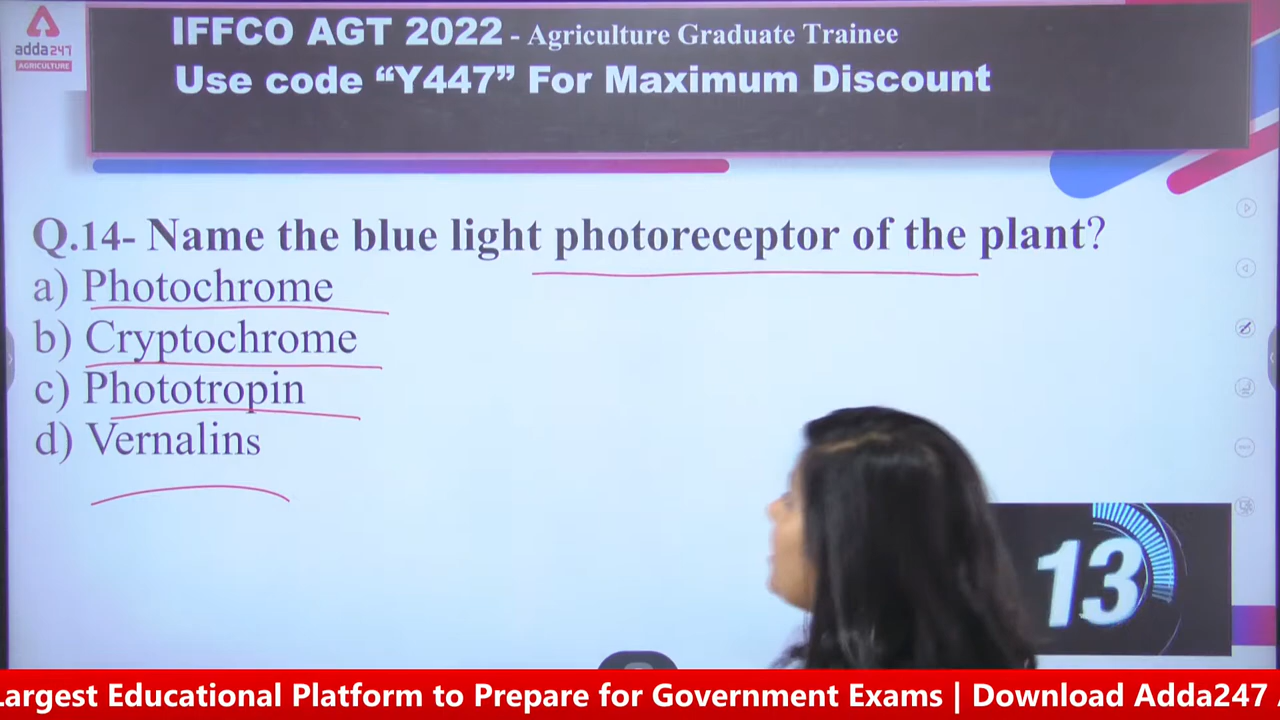 IFFCO AGT 2022 - Agriculture Graduate Trainee
Use code “Y447” For Maximum Discount
adda247
AGRICULTURE
Q.14- Name the blue light photoreceptor of the plant?
a) Photochrome
b) Cryptochrome
c) Phototropin
d) Vernalins
13
Largest Educational Platform to Prepare for Government Exams | Download Adda247